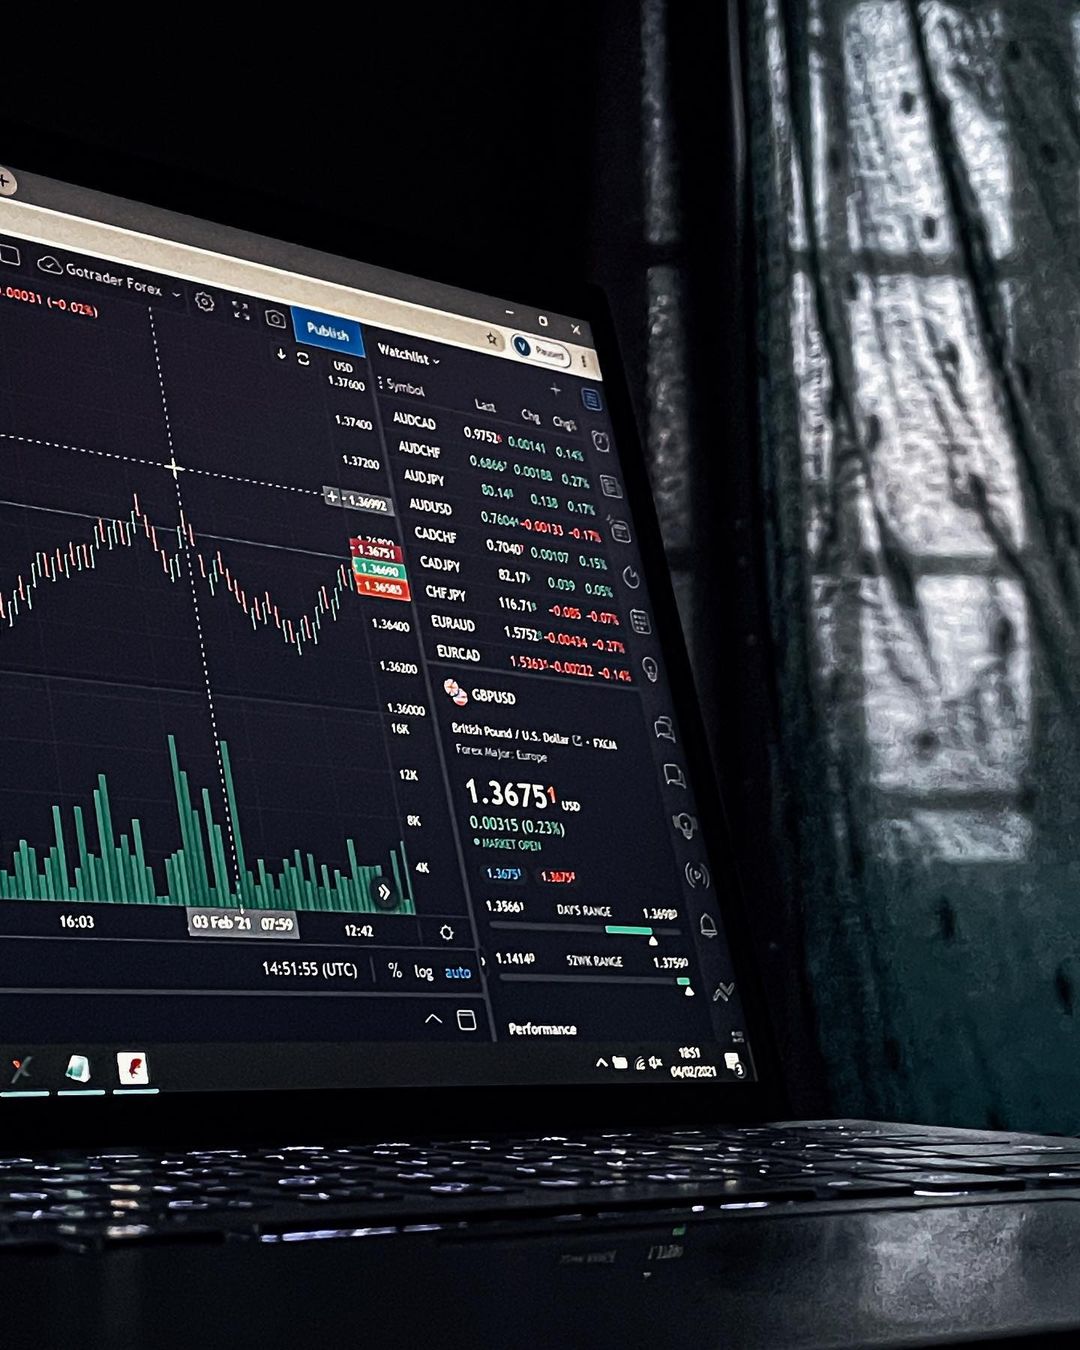 Gotrader Forex
.00031 (−0.02%)
Publish
USD
1.37600
1.37400
1.37200
1.36992
1.36800
1.36751
1.36690
1.36585
1.36400
1.36200
1.36000
16K
12K
8K
4K
16:03
03 Feb '21 07:59
12:42
14:51:55 (UTC) % log auto
Paused
Watchlist
Symbol Last Chg Chg%
AUDCAD 0.9752 0.00141 0.14%
AUDCHF 0.6866 0.00188 0.27%
AUDJPY 80.14 0.138 0.17%
AUDUSD 0.7604 −0.00133 −0.17%
CADCHF 0.7040 0.00107 0.15%
CADJPY 82.17 0.039 0.05%
CHFJPY 116.71 −0.085 −0.07%
EURAUD 1.5752 −0.00434 −0.27%
EURCAD 1.5363 −0.00222 −0.14%
GBPUSD
British Pound / U.S. Dollar • FXCM
Forex Major: Europe
1.36751 USD
0.00315 (0.23%)
MARKET OPEN
1.36751 1.36754
1.35661 DAY'S RANGE 1.36980
1.14140 52WK RANGE 1.37590
Performance
18:51
04/02/2021
3